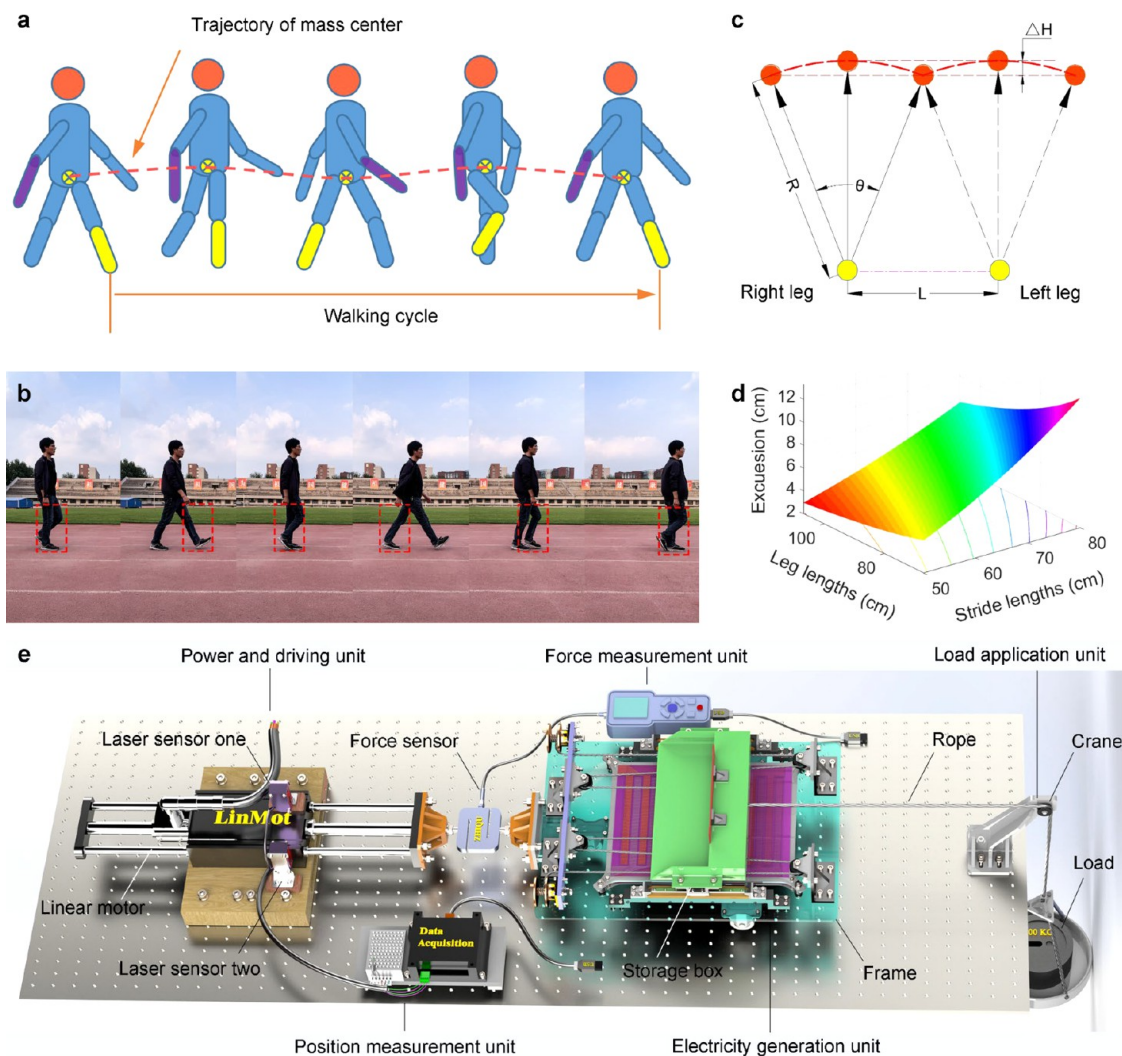 a
Trajectory of mass center
Walking cycle
c
△H
R
θ
Right leg
L
Left leg
b
d
Excuesion (cm)
12
10
8
6
4
2
100
80
Leg lengths (cm)
50
60
70
80
Stride lengths (cm)
e
Power and driving unit
Force measurement unit
Load application unit
Laser sensor one
Force sensor
Rope
Crane
LinMot
Load
Linear motor
Data
Acquisition
00 KG
Laser sensor two
Storage box
Frame
Position measurement unit
Electricity generation unit